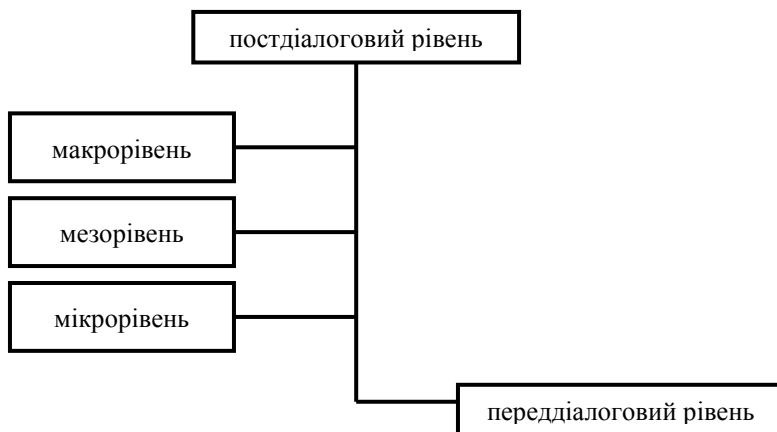 постдіалоговий рівень
макрорівень
мезорівень
мікрорівень
переддіалоговий рівень